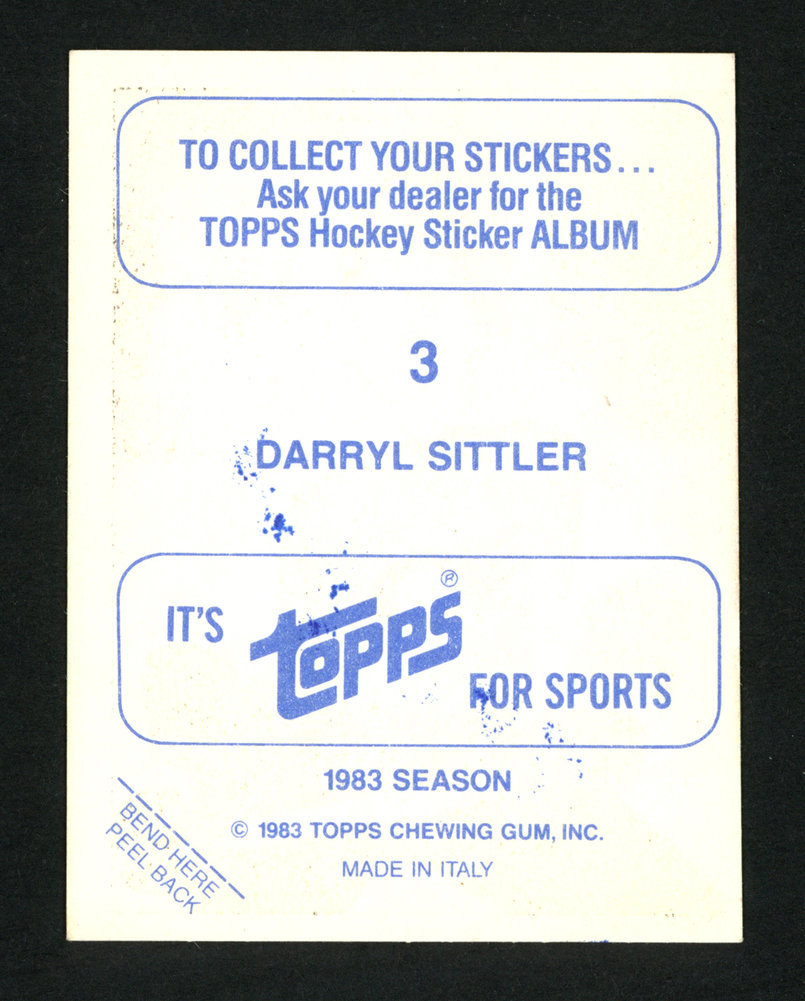 TO COLLECT YOUR STICKERS...
Ask your dealer for the
TOPPS Hockey Sticker ALBUM
3
DARRYL SITTLER
IT'S topps® FOR SPORTS
1983 SEASON
© 1983 TOPPS CHEWING GUM, INC.
MADE IN ITALY
BEND HERE
PEEL BACK